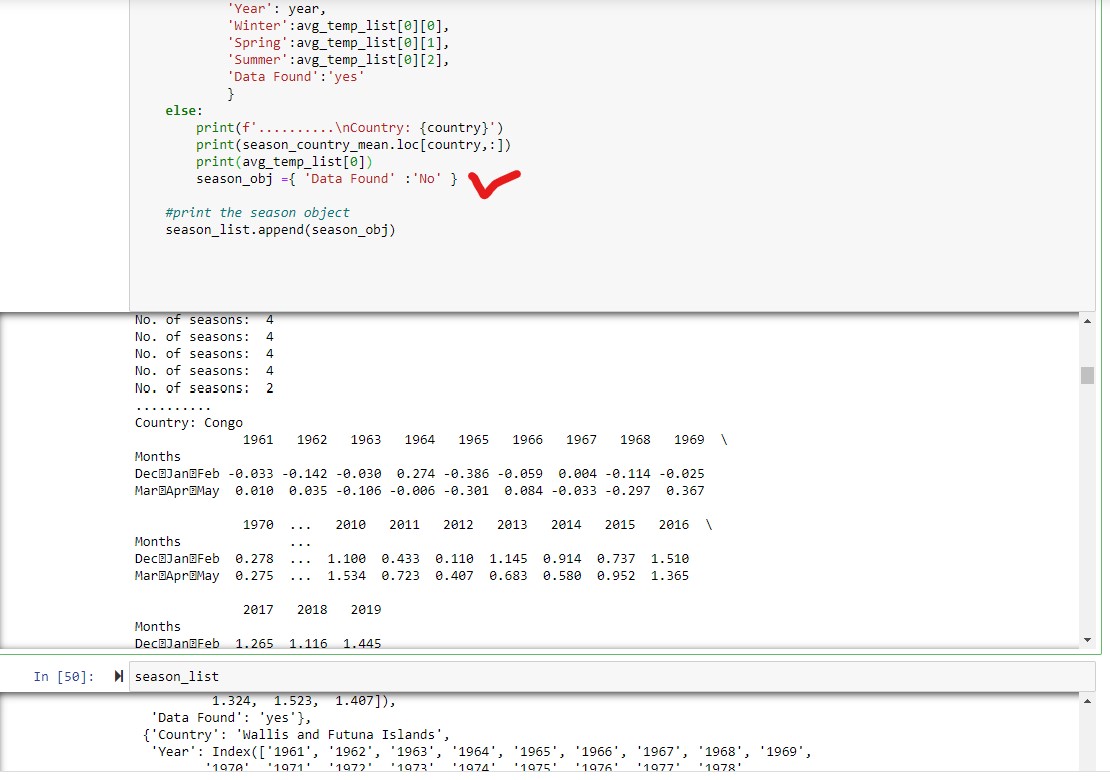 'Year': year,
'Winter':avg_temp_list[0][0],
'Spring':avg_temp_list[0][1],
'Summer':avg_temp_list[0][2],
'Data Found':'yes'
}
else:
print(f'..........\nCountry: {country}')
print(season_country_mean.loc[country,:])
print(avg_temp_list[0])
season_obj ={ 'Data Found' :'No' }
#print the season object
season_list.append(season_obj)
No. of seasons:  4
No. of seasons:  4
No. of seasons:  4
No. of seasons:  4
No. of seasons:  2
..........
Country: Congo
1961   1962   1963   1964   1965   1966   1967   1968   1969  \
Months
Dec�Jan�Feb -0.033 -0.142 -0.030  0.274 -0.386 -0.059  0.004 -0.114 -0.025
Mar�Apr�May  0.010  0.035 -0.106 -0.006 -0.301  0.084 -0.033 -0.297  0.367
1970  ...   2010   2011   2012   2013   2014   2015   2016  \
Months         ...
Dec�Jan�Feb  0.278  ...  1.100  0.433  0.110  1.145  0.914  0.737  1.510
Mar�Apr�May  0.275  ...  1.534  0.723  0.407  0.683  0.580  0.952  1.365
2017   2018   2019
Months
Dec�Jan�Feb  1.265  1.116  1.445
In [50]: season_list
1.324,  1.523,  1.407]),
'Data Found': 'yes'},
{'Country': 'Wallis and Futuna Islands',
'Year': Index(['1961', '1962', '1963', '1964', '1965', '1966', '1967', '1968', '1969',
'1970', '1971', '1972', '1973', '1974', '1975', '1976', '1977', '1978',